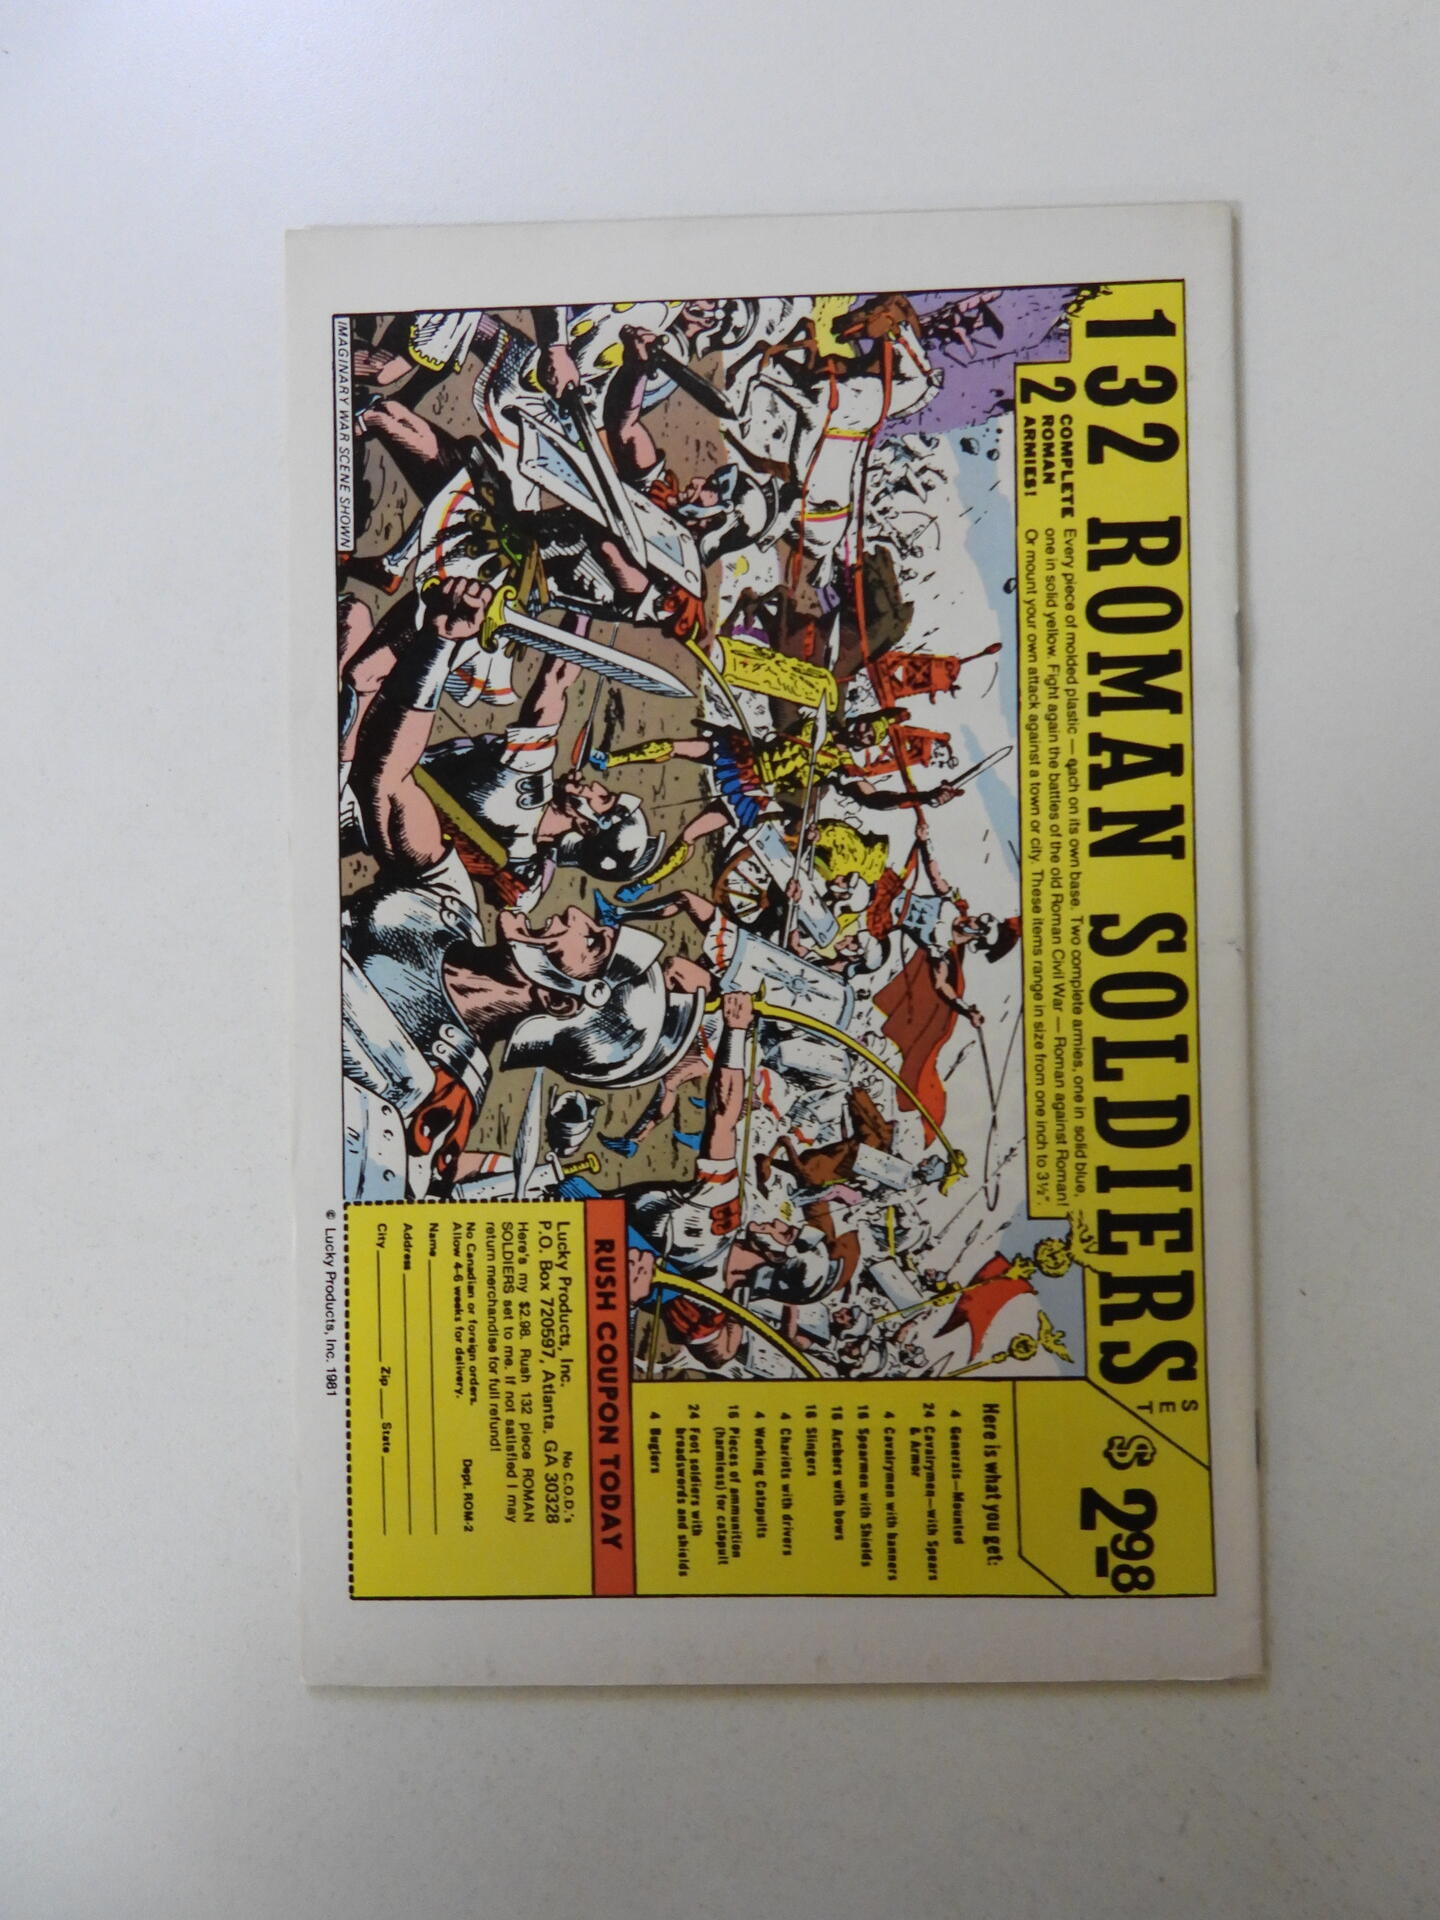 132 ROMAN SOLDIERS
SET
$2.98
2 COMPLETE
ROMAN
ARMIES!
Every piece of molded plastic — each on its own base. Two complete armies, one in solid blue,
one in solid yellow. Fight again the battles of the old Roman Civil War — Roman against Roman!
Or mount your own attack against a town or city. These items range in size from one inch to 3½".
Here is what you get:
4 Generals—Mounted
24 Cavalrymen—with Spears
& Armor
4 Cavalrymen with banners
16 Spearmen with Shields
16 Archers with bows
16 Slingers
4 Chariots with drivers
4 Working Catapults
16 Pieces of ammunition
(harmless) for catapult
24 Foot soldiers with
broadswords and shields
4 Buglers
RUSH COUPON TODAY
Lucky Products, Inc. No C.O.D.'s
P.O. Box 720597, Atlanta, GA 30328
Here's my $2.98. Rush 132 piece ROMAN
SOLDIERS set to me. If not satisfied I may
return merchandise for full refund!
No Canadian or foreign orders. Dept. ROM-2
Allow 4-6 weeks for delivery.
Name
Address
City Zip State
IMAGINARY WAR SCENE SHOWN
© Lucky Products, Inc. 1981